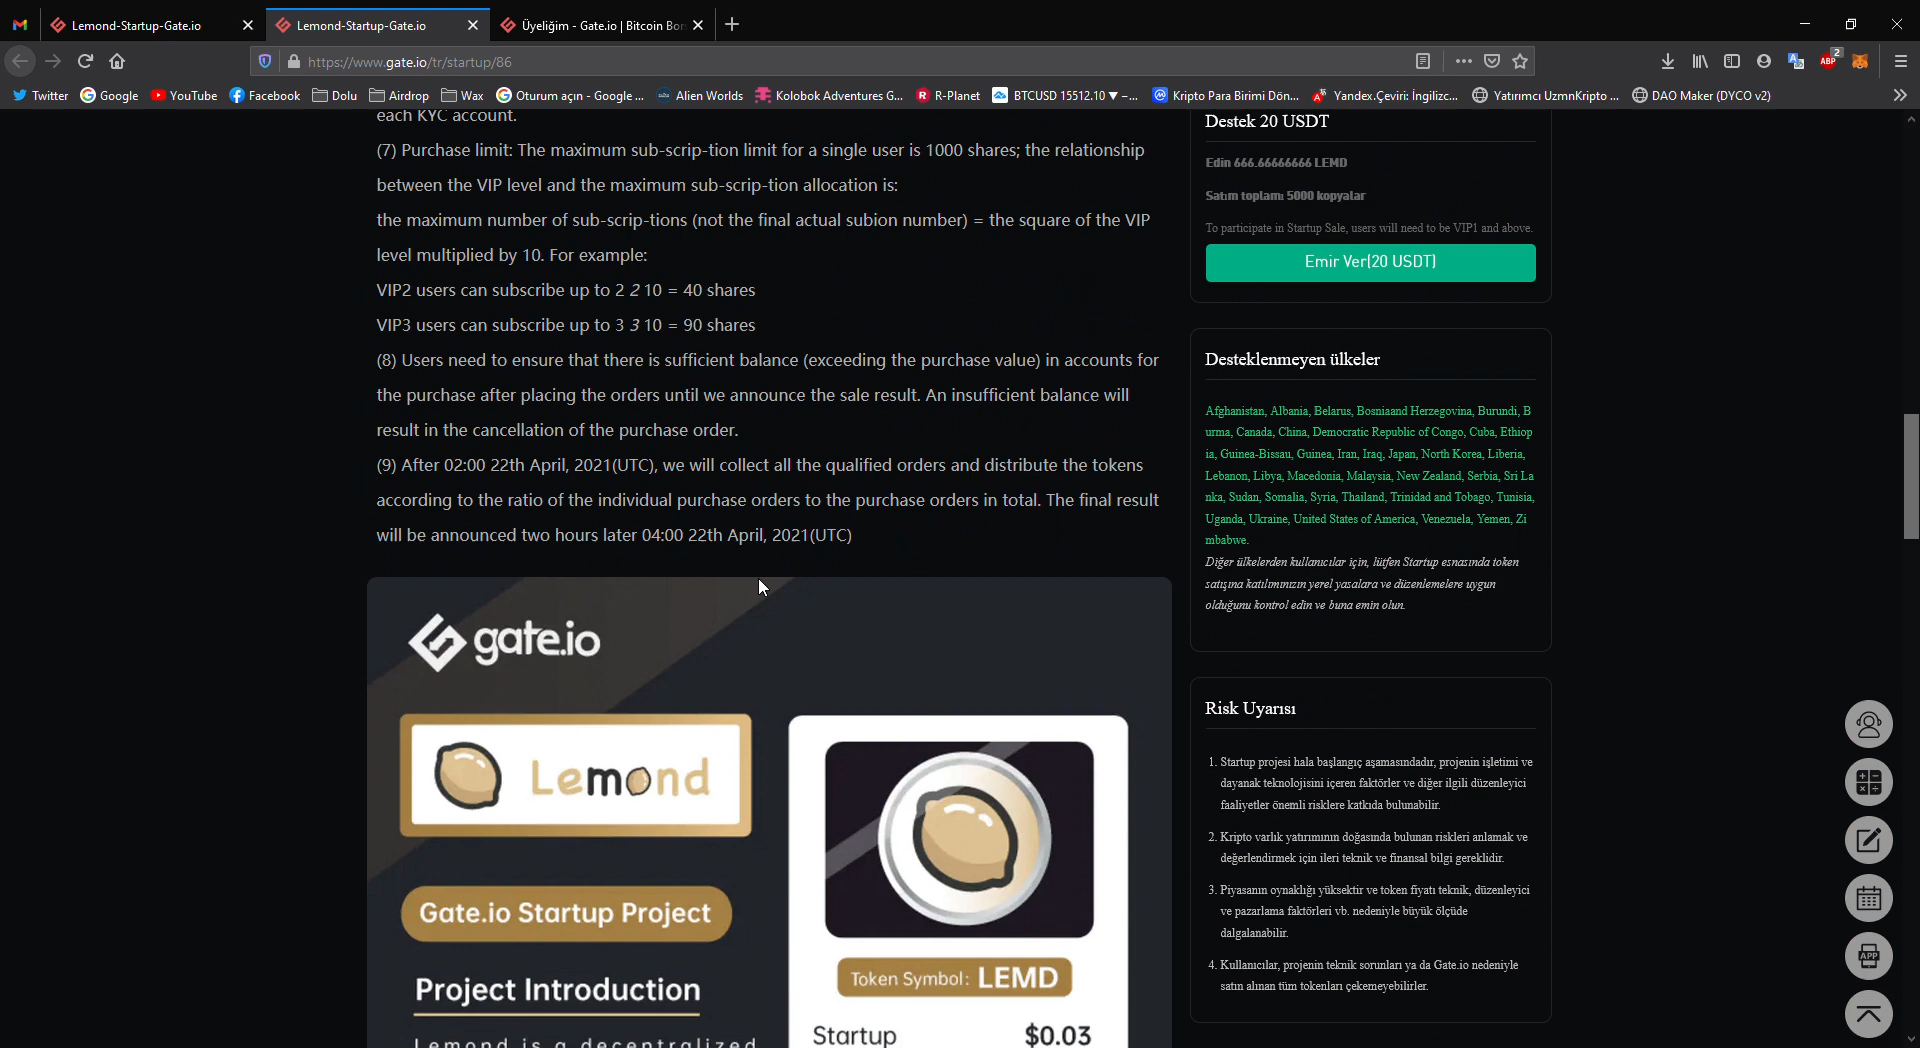 Lemond-Startup-Gate.io
Lemond-Startup-Gate.io
Üyeliğim - Gate.io | Bitcoin Bor
https://www.gate.io/tr/startup/86
ABP
2
Twitter
Google
YouTube
Facebook
Dolu
Airdrop
Wax
Oturum açın - Google ...
Alien Worlds
Kolobok Adventures G...
R-Planet
BTCUSD 15512.10 ▼ −...
Kripto Para Birimi Dön...
Yandex.Çeviri: İngilizc...
Yatırımcı UzmnKripto ...
DAO Maker (DYCO v2)
each KYC account.
(7) Purchase limit: The maximum sub-scrip-tion limit for a single user is 1000 shares; the relationship
between the VIP level and the maximum sub-scrip-tion allocation is:
the maximum number of sub-scrip-tions (not the final actual subion number) = the square of the VIP
level multiplied by 10. For example:
VIP2 users can subscribe up to 2 2 10 = 40 shares
VIP3 users can subscribe up to 3 3 10 = 90 shares
(8) Users need to ensure that there is sufficient balance (exceeding the purchase value) in accounts for
the purchase after placing the orders until we announce the sale result. An insufficient balance will
result in the cancellation of the purchase order.
(9) After 02:00 22th April, 2021(UTC), we will collect all the qualified orders and distribute the tokens
according to the ratio of the individual purchase orders to the purchase orders in total. The final result
will be announced two hours later 04:00 22th April, 2021(UTC)
gate.io
Lemond
Gate.io Startup Project
Project Introduction
Lemond is a decentralized
Token Symbol: LEMD
Startup $0.03
Destek 20 USDT
Edin 666.66666666 LEMD
Satım toplamı 5000 kopyalar
To participate in Startup Sale, users will need to be VIP1 and above.
Emir Ver(20 USDT)
Desteklenmeyen ülkeler
Afghanistan, Albania, Belarus, Bosniaand Herzegovina, Burundi, B
urma, Canada, China, Democratic Republic of Congo, Cuba, Ethiop
ia, Guinea-Bissau, Guinea, Iran, Iraq, Japan, North Korea, Liberia,
Lebanon, Libya, Macedonia, Malaysia, New Zealand, Serbia, Sri La
nka, Sudan, Somalia, Syria, Thailand, Trinidad and Tobago, Tunisia,
Uganda, Ukraine, United States of America, Venezuela, Yemen, Zi
mbabwe.
Diğer ülkelerden kullanıcılar için, lütfen Startup esnasında token
satışına katılımınızın yerel yasalara ve düzenlemelere uygun
olduğunu kontrol edin ve buna emin olun.
Risk Uyarısı
1. Startup projesi hala başlangıç aşamasındadır, projenin işletimi ve
dayanak teknolojisini içeren faktörler ve diğer ilgili düzenleyici
faaliyetler önemli risklere katkıda bulunabilir.
2. Kripto varlık yatırımının doğasında bulunan riskleri anlamak ve
değerlendirmek için ileri teknik ve finansal bilgi gereklidir.
3. Piyasanın oynaklığı yüksektir ve token fiyatı teknik, düzenleyici
ve pazarlama faktörleri vb. nedeniyle büyük ölçüde
dalgalanabilir.
4. Kullanıcılar, projenin teknik sorunları ya da Gate.io nedeniyle
satın alınan tüm tokenları çekemeyebilirler.
APP